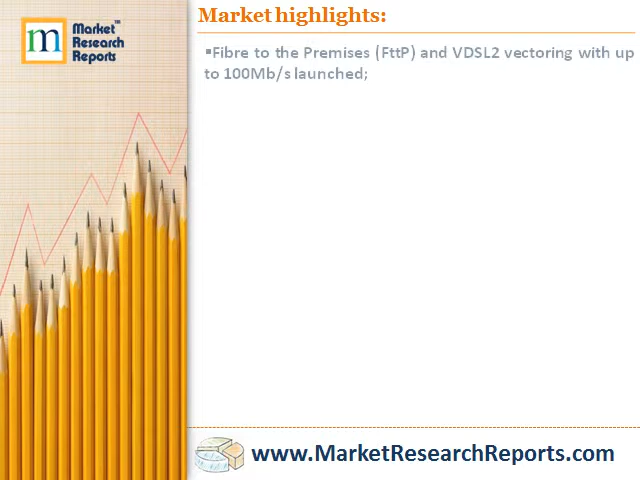 m
Market™
Research
Reports
Market highlights:
▪Fibre to the Premises (FttP) and VDSL2 vectoring with up
to 100Mb/s launched;
www.MarketResearchReports.com